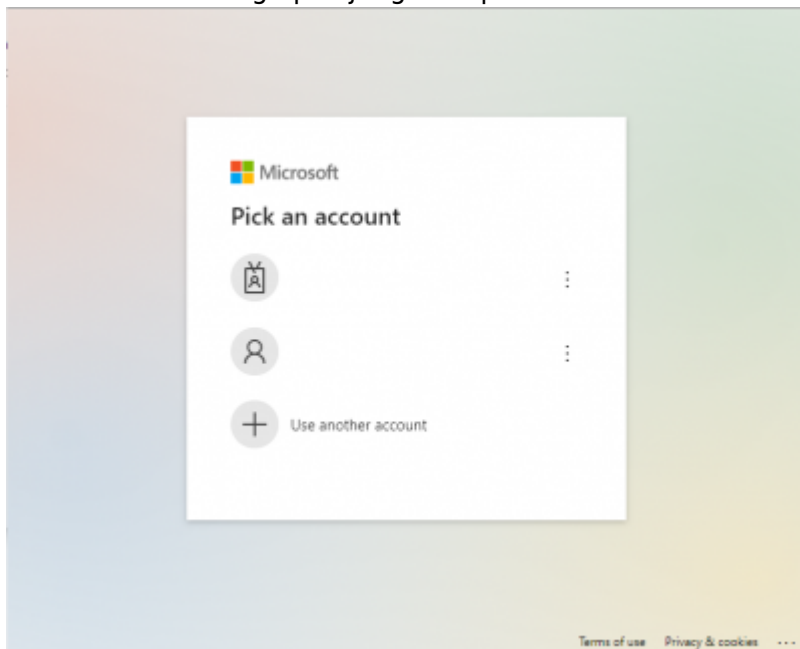 Microsoft
Pick an account
Use another account
Terms of use Privacy & cookies ...